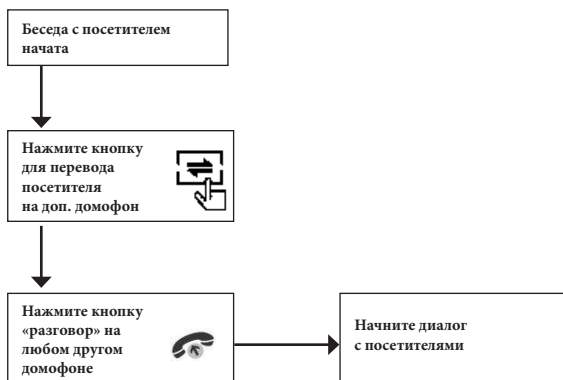 Беседа с посетителем
начата
Нажмите кнопку
для перевода
посетителя
на доп. домофон
Нажмите кнопку
«разговор» на
любом другом
домофоне
Начните диалог
с посетителями